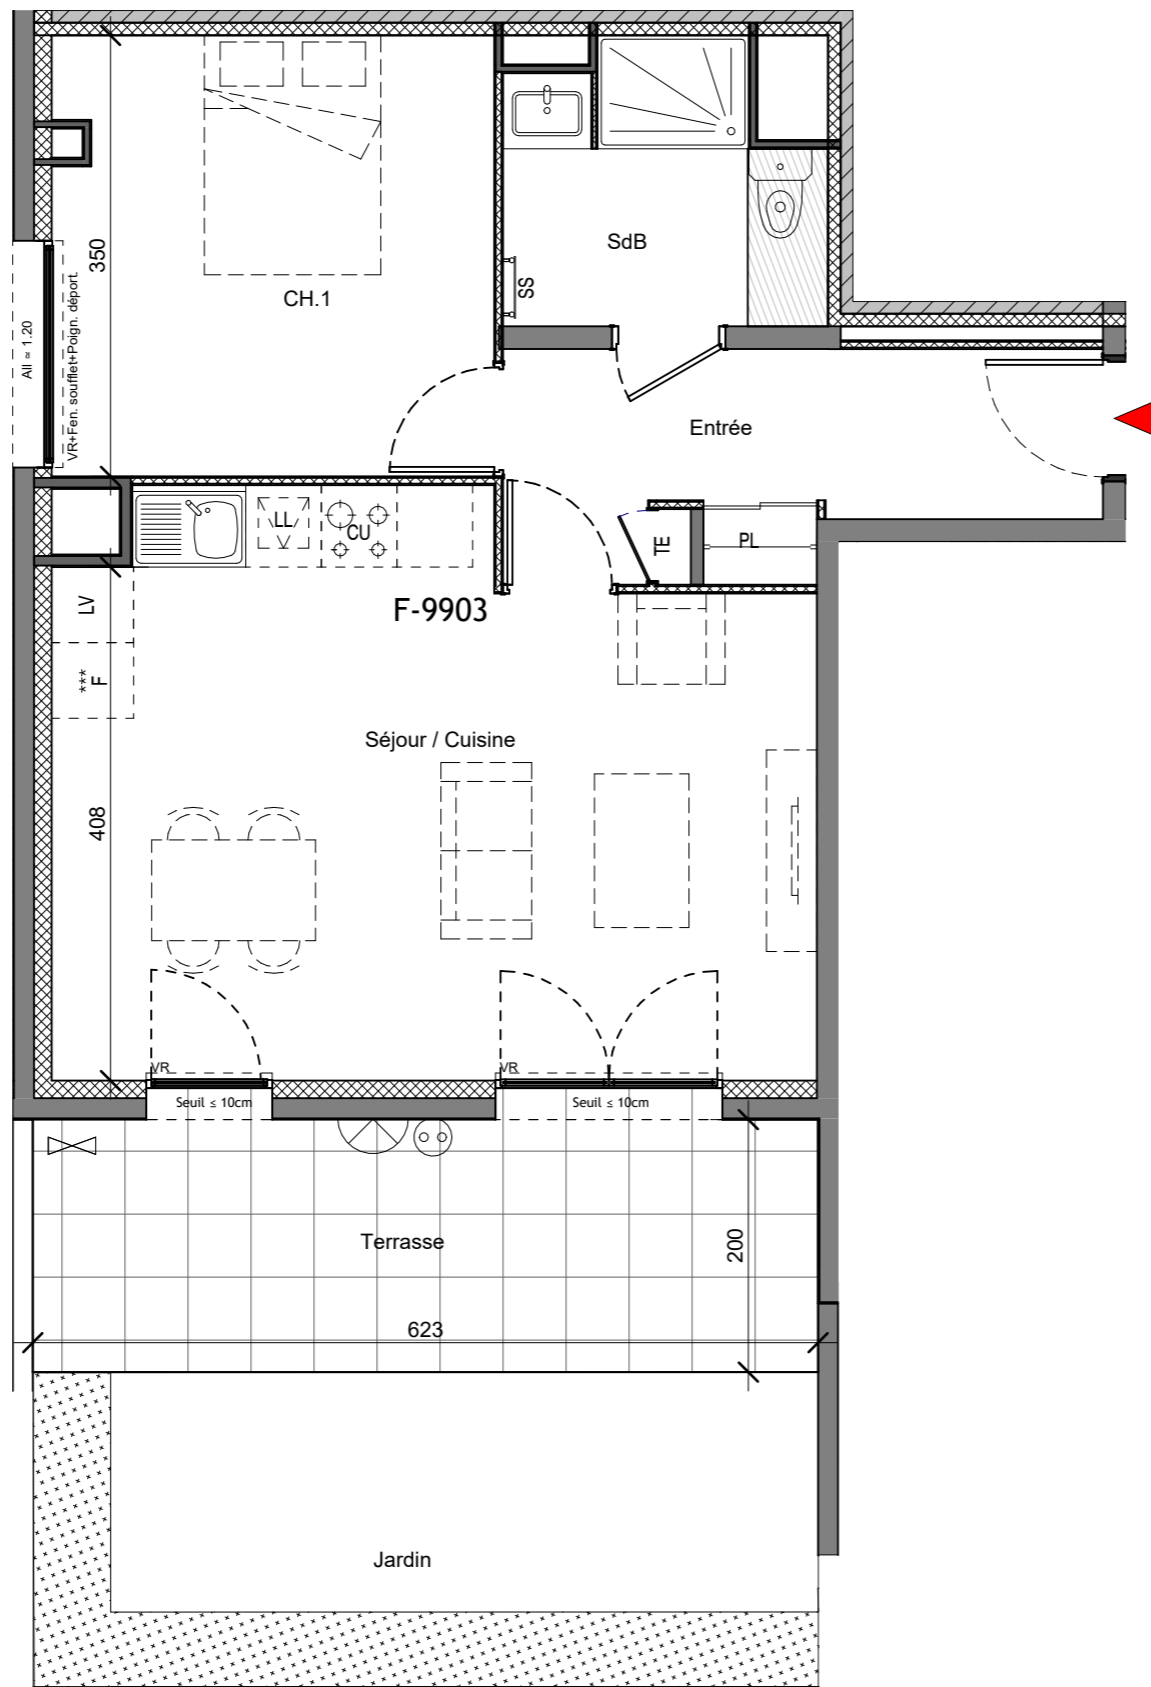 350
CH.1
SdB
SS
All ≃ 1.20
VR+Fen. soufflet+Poign. déport.
Entrée
LL
CU
TE
PL
LV
F-9903
***
F
Séjour / Cuisine
408
VR
VR
Seuil ≤ 10cm
Seuil ≤ 10cm
Terrasse
200
623
Jardin